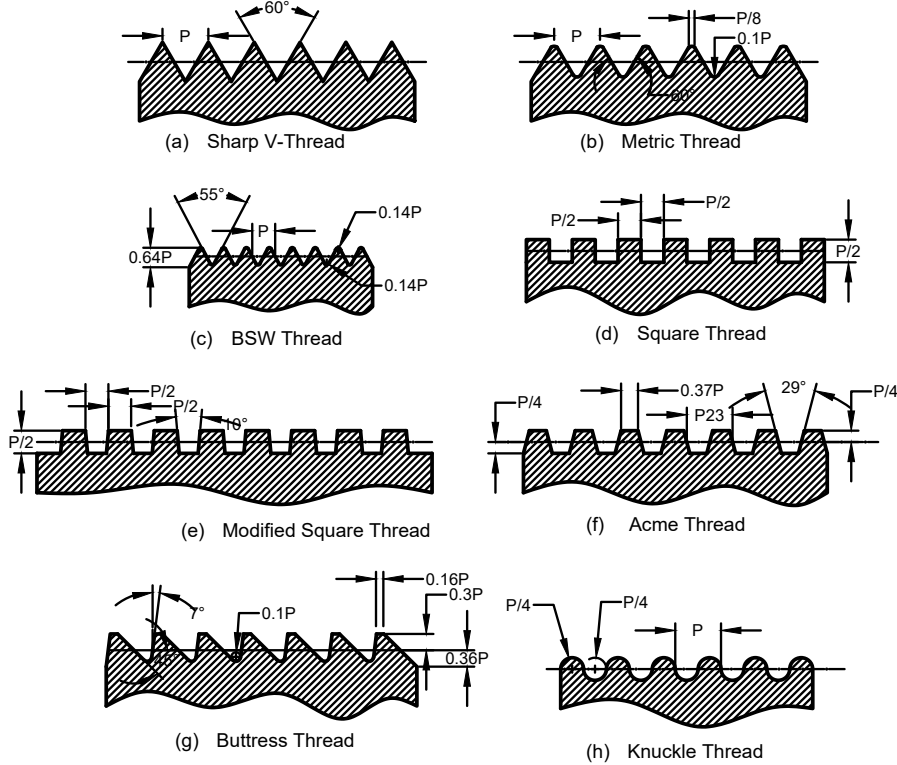 60°
P
(a) Sharp V-Thread
P/8
P
0.1P
60°
(b) Metric Thread
55°
0.14P
P
0.64P
0.14P
(c) BSW Thread
P/2
P/2
P/2
(d) Square Thread
P/2
P/2
10°
P/2
(e) Modified Square Thread
0.37P
29°
P/4
P/4
P23
(f) Acme Thread
0.16P
7°
0.1P
0.3P
45°
0.36P
(g) Buttress Thread
P/4
P/4
P
(h) Knuckle Thread